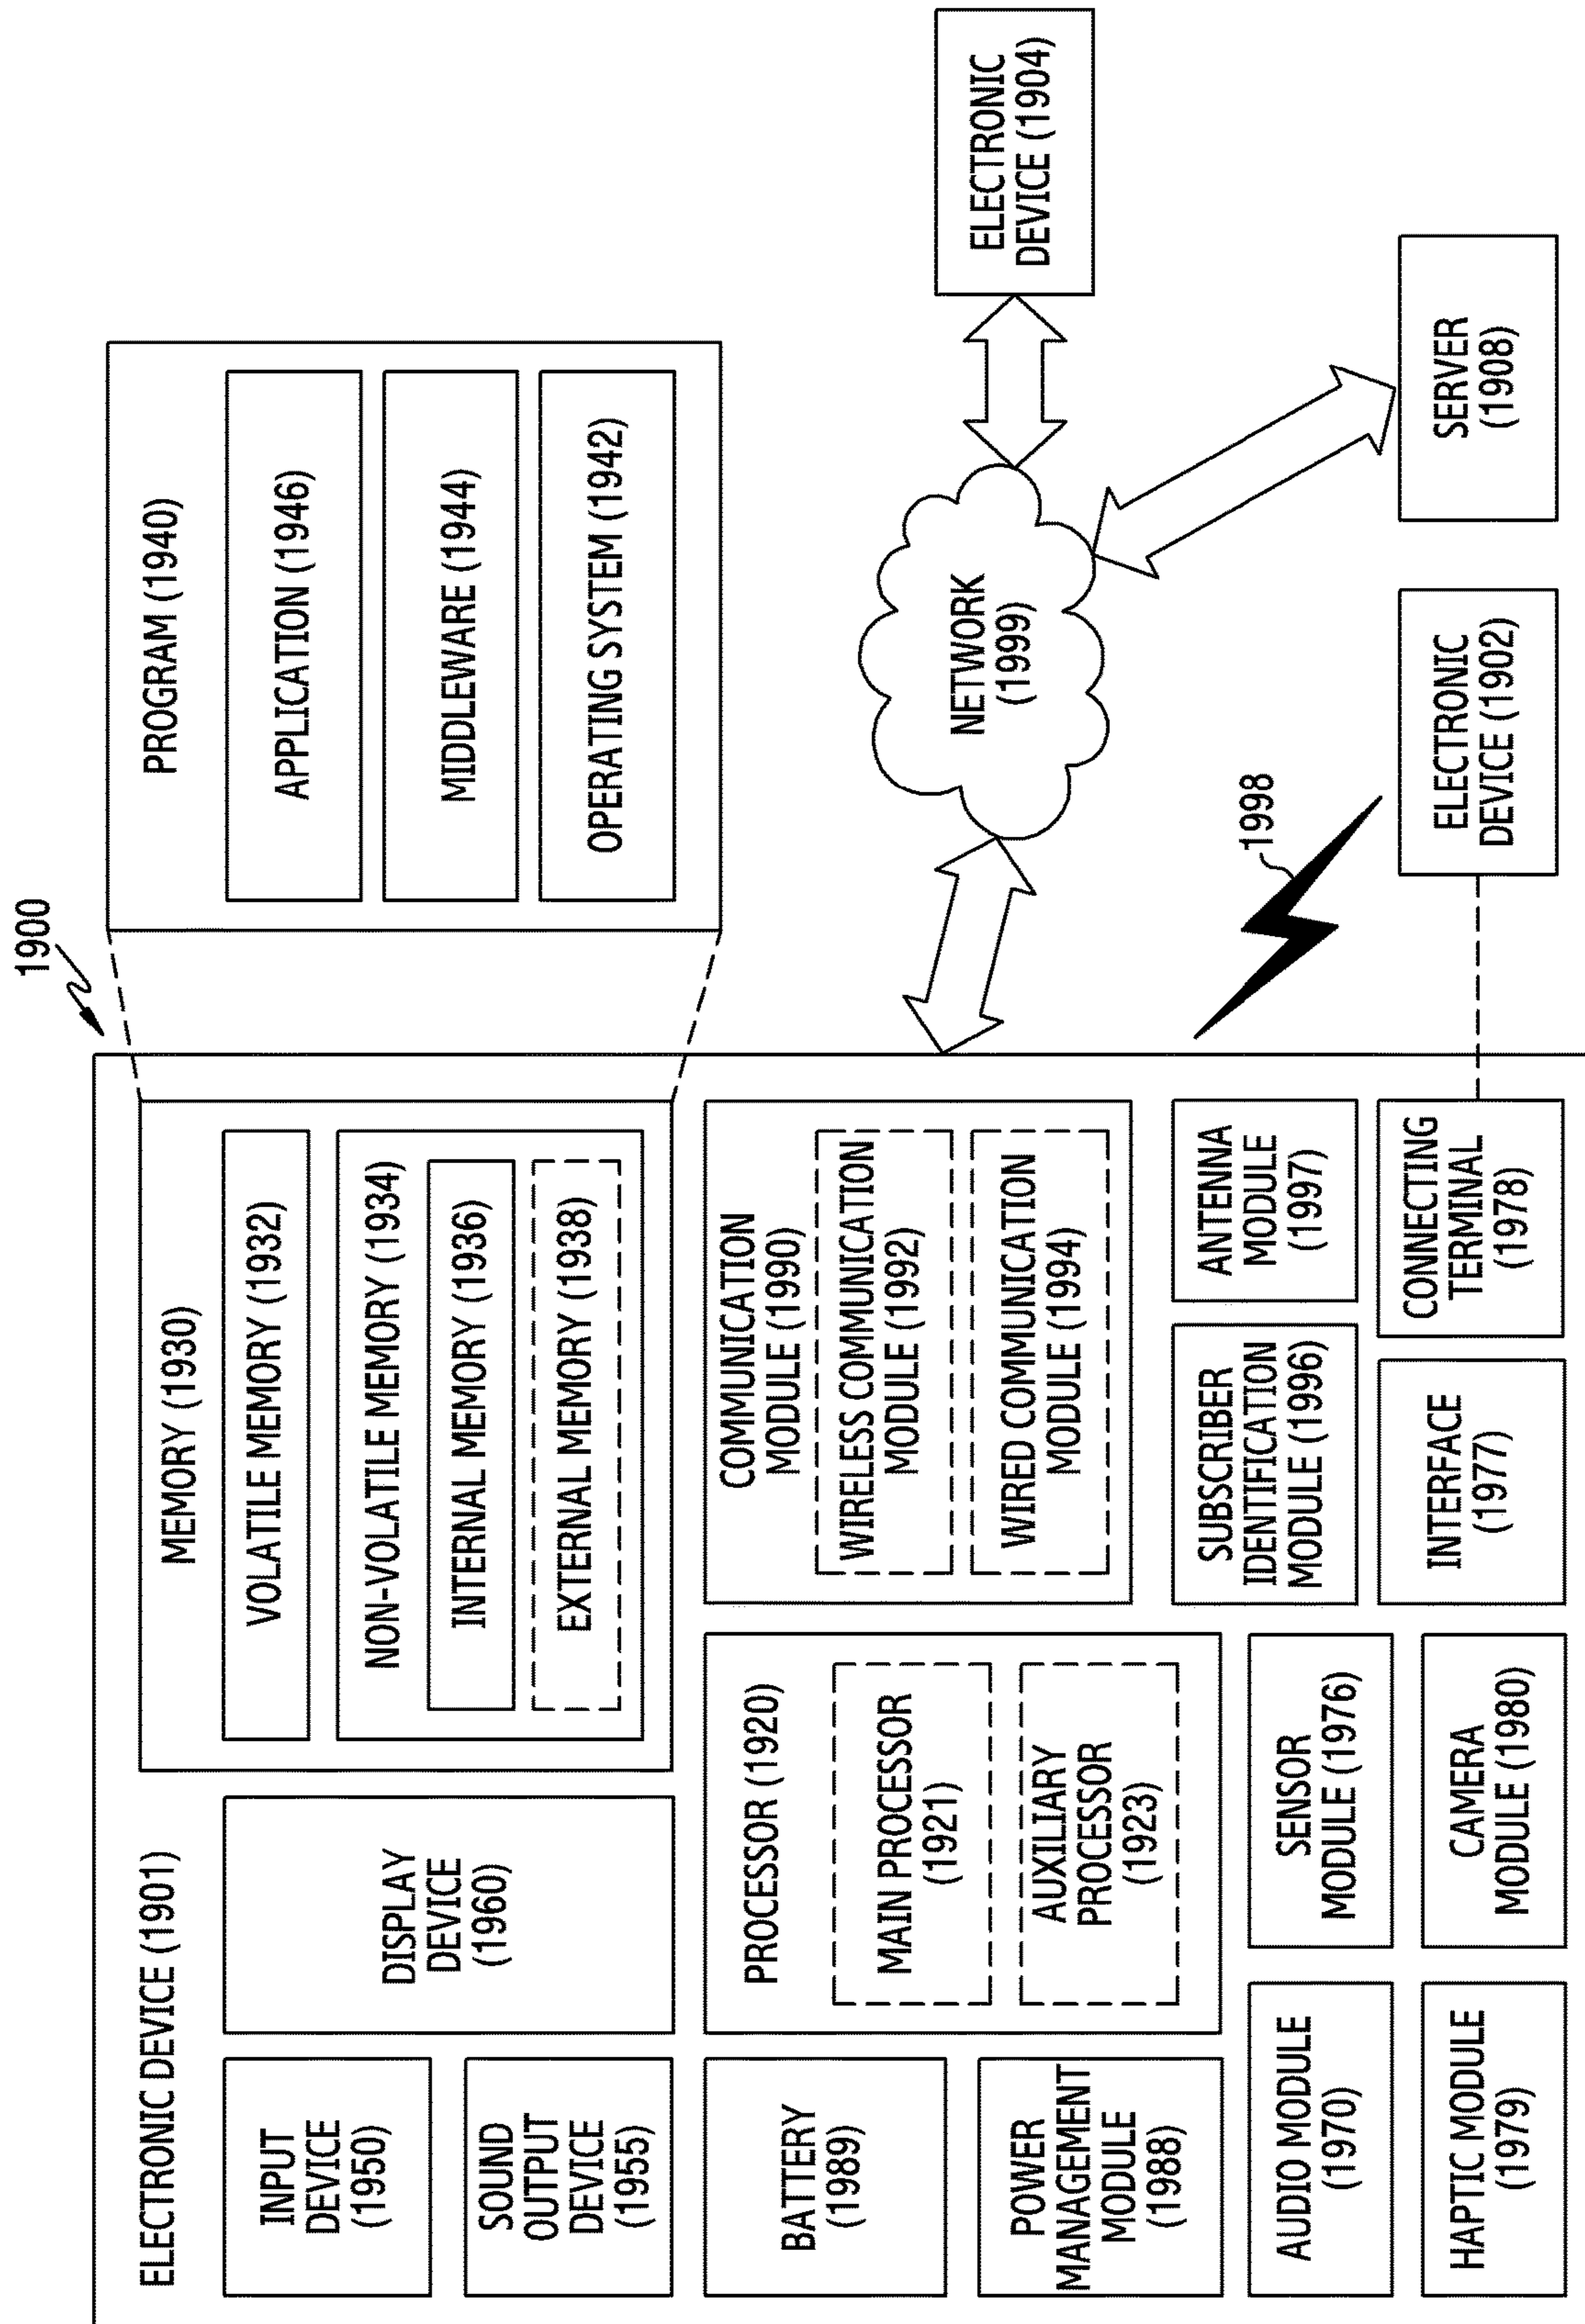 1900
ELECTRONIC DEVICE (1901)
INPUT
DEVICE
(1950)
SOUND
OUTPUT
DEVICE
(1955)
DISPLAY
DEVICE
(1960)
MEMORY (1930)
VOLATILE MEMORY (1932)
NON-VOLATILE MEMORY (1934)
INTERNAL MEMORY (1936)
EXTERNAL MEMORY (1938)
PROGRAM (1940)
APPLICATION (1946)
MIDDLEWARE (1944)
OPERATING SYSTEM (1942)
BATTERY
(1989)
POWER
MANAGEMENT
MODULE
(1988)
PROCESSOR (1920)
MAIN PROCESSOR
(1921)
AUXILIARY
PROCESSOR
(1923)
COMMUNICATION
MODULE (1990)
WIRELESS COMMUNICATION
MODULE (1992)
WIRED COMMUNICATION
MODULE (1994)
NETWORK
(1999)
ELECTRONIC
DEVICE (1904)
AUDIO MODULE
(1970)
SENSOR
MODULE (1976)
SUBSCRIBER
IDENTIFICATION
MODULE (1996)
ANTENNA
MODULE
(1997)
1998
HAPTIC MODULE
(1979)
CAMERA
MODULE (1980)
INTERFACE
(1977)
CONNECTING
TERMINAL
(1978)
ELECTRONIC
DEVICE (1902)
SERVER
(1908)